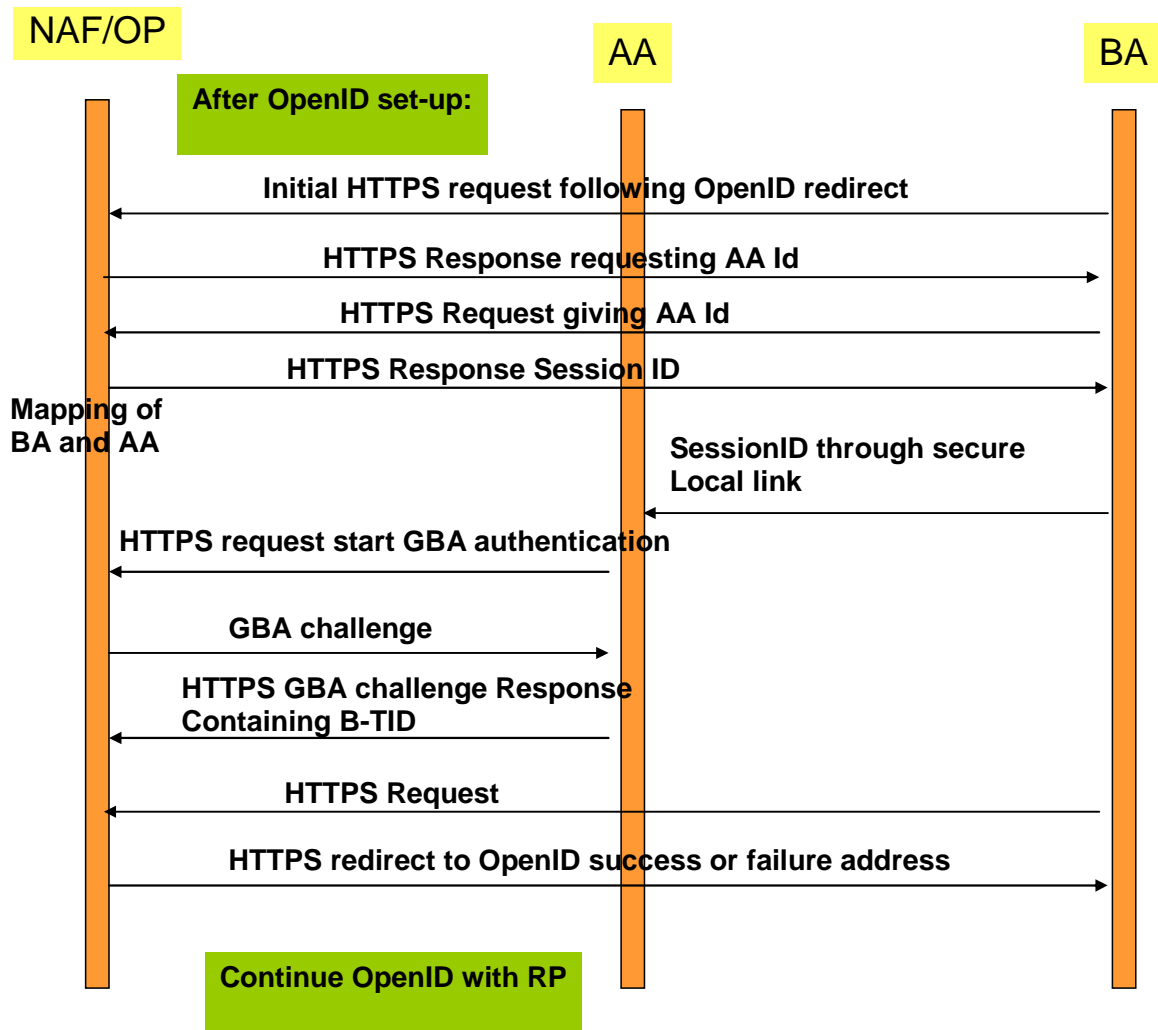 NAF/OP
AA
BA
After OpenID set-up:
Initial HTTPS request following OpenID redirect
HTTPS Response requesting AA Id
HTTPS Request giving AA Id
HTTPS Response Session ID
Mapping of
BA and AA
SessionID through secure
Local link
HTTPS request start GBA authentication
GBA challenge
HTTPS GBA challenge Response
Containing B-TID
HTTPS Request
HTTPS redirect to OpenID success or failure address
Continue OpenID with RP